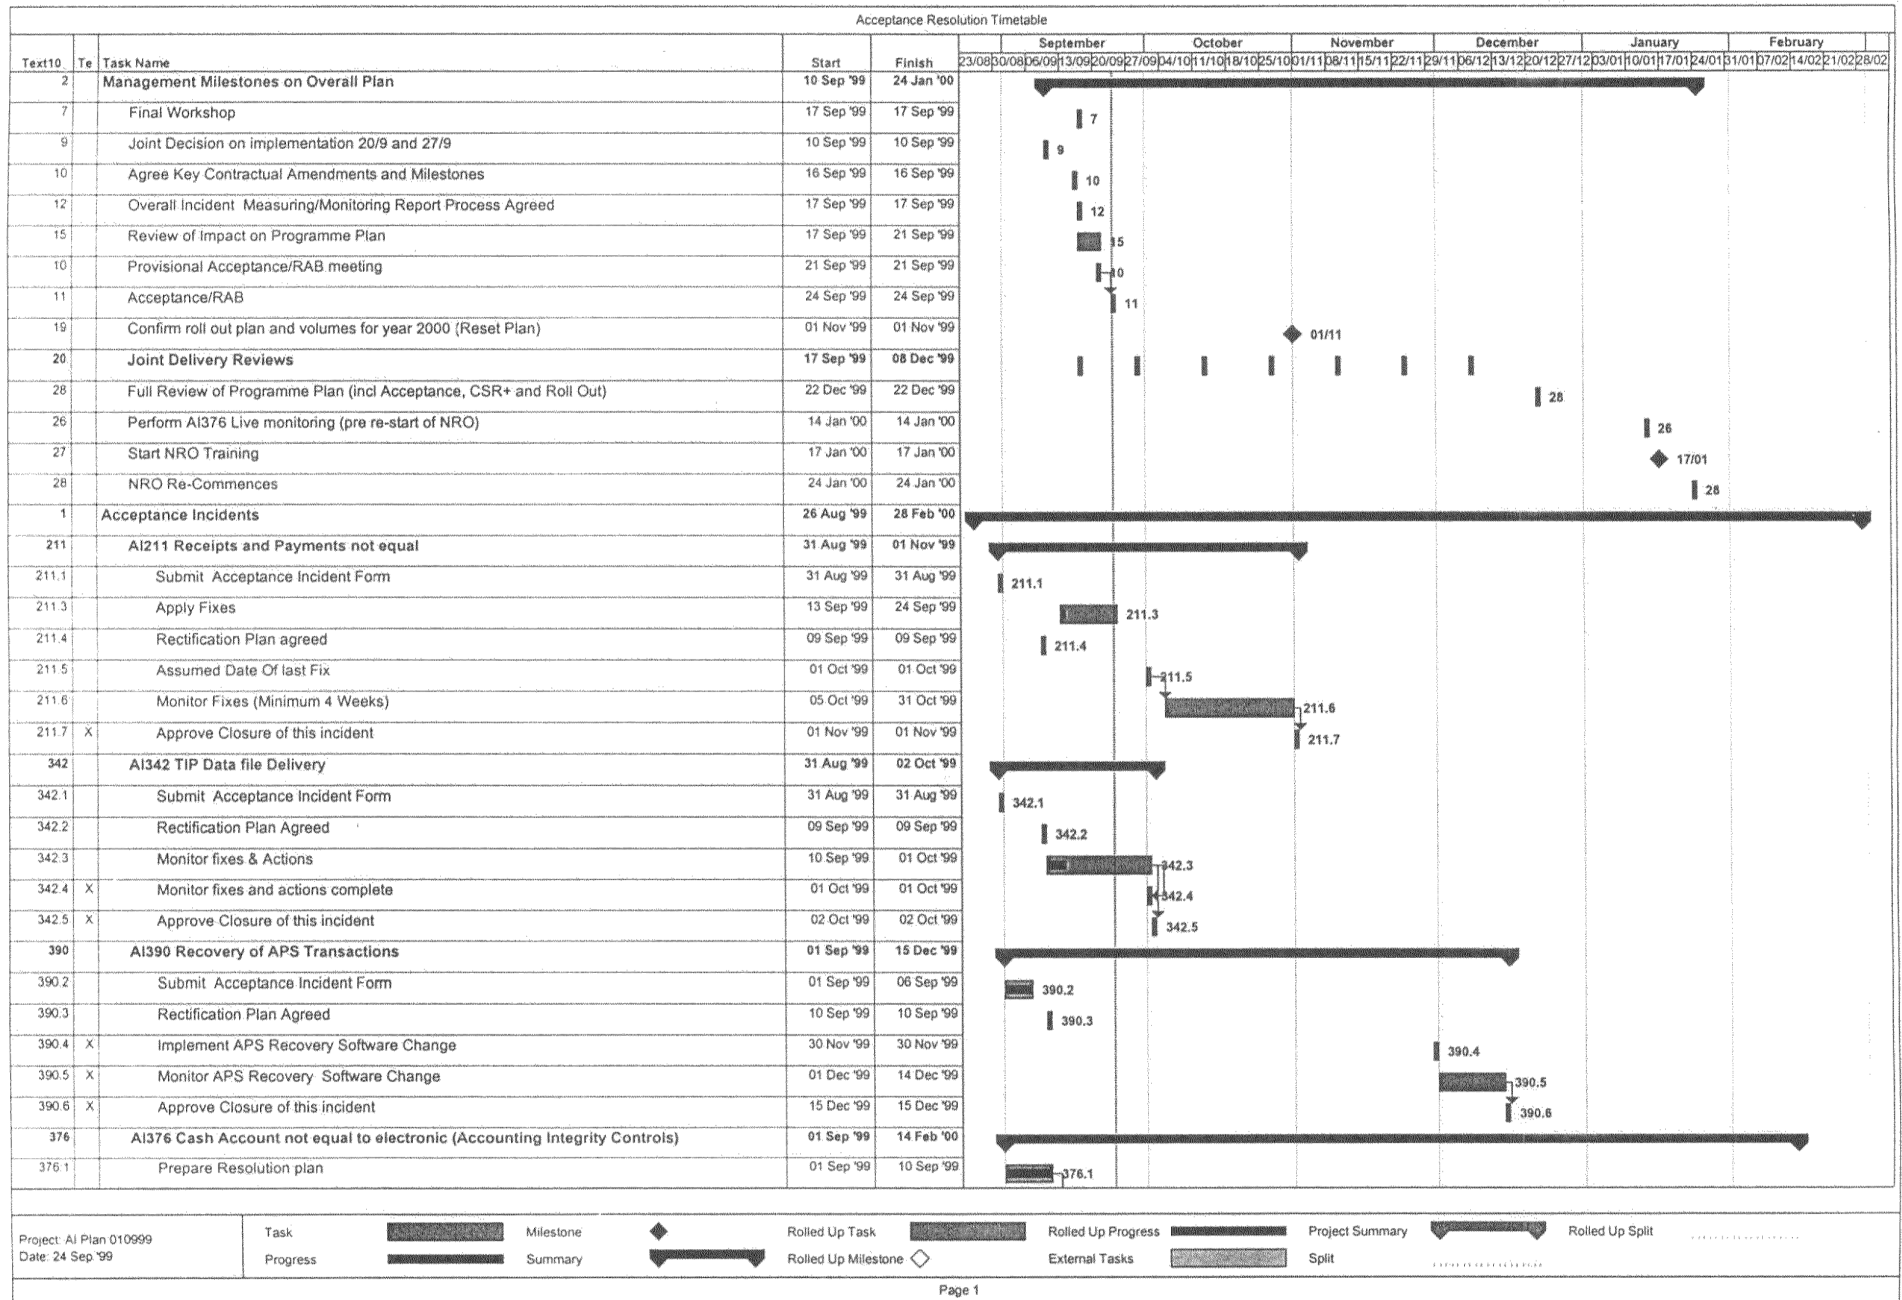 Acceptance Resolution Timetable
September October November December January February
Text10 Te Task Name Start Finish 23/08 30/08 06/09 13/09 20/09 27/09 04/10 11/10 18/10 25/10 01/11 08/11 15/11 22/11 29/11 06/12 13/12 20/12 27/12 03/01 10/01 17/01 24/01 31/01 07/02 14/02 21/02 28/02
2 Management Milestones on Overall Plan 10 Sep '99 24 Jan '00
7 Final Workshop 17 Sep '99 17 Sep '99 7
9 Joint Decision on implementation 20/9 and 27/9 10 Sep '99 10 Sep '99 9
10 Agree Key Contractual Amendments and Milestones 16 Sep '99 16 Sep '99 10
12 Overall Incident Measuring/Monitoring Report Process Agreed 17 Sep '99 17 Sep '99 12
15 Review of Impact on Programme Plan 17 Sep '99 21 Sep '99 15
10 Provisional Acceptance/RAB meeting 21 Sep '99 21 Sep '99 10
11 Acceptance/RAB 24 Sep '99 24 Sep '99 11
19 Confirm roll out plan and volumes for year 2000 (Reset Plan) 01 Nov '99 01 Nov '99 01/11
20 Joint Delivery Reviews 17 Sep '99 08 Dec '99
28 Full Review of Programme Plan (incl Acceptance, CSR+ and Roll Out) 22 Dec '99 22 Dec '99 28
26 Perform AI376 Live monitoring (pre re-start of NRO) 14 Jan '00 14 Jan '00 26
27 Start NRO Training 17 Jan '00 17 Jan '00 17/01
28 NRO Re-Commences 24 Jan '00 24 Jan '00 28
1 Acceptance Incidents 26 Aug '99 28 Feb '00
211 AI211 Receipts and Payments not equal 31 Aug '99 01 Nov '99
211.1 Submit Acceptance Incident Form 31 Aug '99 31 Aug '99 211.1
211.3 Apply Fixes 13 Sep '99 24 Sep '99 211.3
211.4 Rectification Plan agreed 09 Sep '99 09 Sep '99 211.4
211.5 Assumed Date Of last Fix 01 Oct '99 01 Oct '99 211.5
211.6 Monitor Fixes (Minimum 4 Weeks) 05 Oct '99 31 Oct '99 211.6
211.7 X Approve Closure of this incident 01 Nov '99 01 Nov '99 211.7
342 AI342 TIP Data file Delivery 31 Aug '99 02 Oct '99
342.1 Submit Acceptance Incident Form 31 Aug '99 31 Aug '99 342.1
342.2 Rectification Plan Agreed 09 Sep '99 09 Sep '99 342.2
342.3 Monitor fixes & Actions 10 Sep '99 01 Oct '99 342.3
342.4 X Monitor fixes and actions complete 01 Oct '99 01 Oct '99 342.4
342.5 X Approve Closure of this incident 02 Oct '99 02 Oct '99 342.5
390 AI390 Recovery of APS Transactions 01 Sep '99 15 Dec '99
390.2 Submit Acceptance Incident Form 01 Sep '99 06 Sep '99 390.2
390.3 Rectification Plan Agreed 10 Sep '99 10 Sep '99 390.3
390.4 X Implement APS Recovery Software Change 30 Nov '99 30 Nov '99 390.4
390.5 X Monitor APS Recovery Software Change 01 Dec '99 14 Dec '99 390.5
390.6 X Approve Closure of this incident 15 Dec '99 15 Dec '99 390.6
376 AI376 Cash Account not equal to electronic (Accounting Integrity Controls) 01 Sep '99 14 Feb '00
376.1 Prepare Resolution plan 01 Sep '99 10 Sep '99 376.1
Project: AI Plan 010999
Date: 24 Sep '99
Task Milestone Rolled Up Task Rolled Up Progress Project Summary Rolled Up Split
Progress Summary Rolled Up Milestone External Tasks Split
Page 1